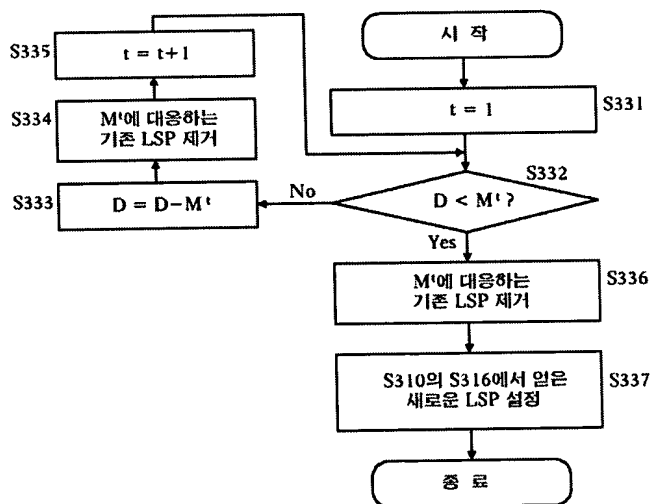 시 작
S331
t = 1
S332
D < Mᵗ ?
No
Yes
S333
D = D-Mᵗ
S334
Mᵗ에 대응하는
기존 LSP 제거
S335
t = t+1
S336
Mᵗ에 대응하는
기존 LSP 제거
S337
S310의 S316에서 얻은
새로운 LSP 설정
종 료